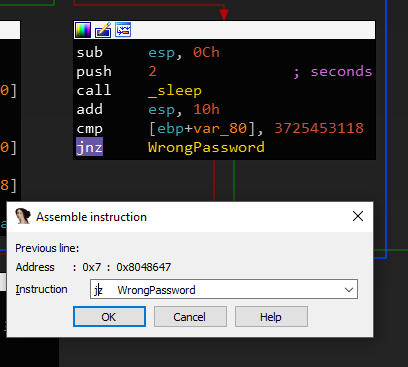 sub esp, 0Ch
push 2 ; seconds
call _sleep
add esp, 10h
cmp [ebp+var_80], 3725453118
jnz WrongPassword
0]
0]
8]
Assemble instruction
Previous line:
Address : 0x7 : 0x8048647
Instruction jz WrongPassword
OK Cancel Help